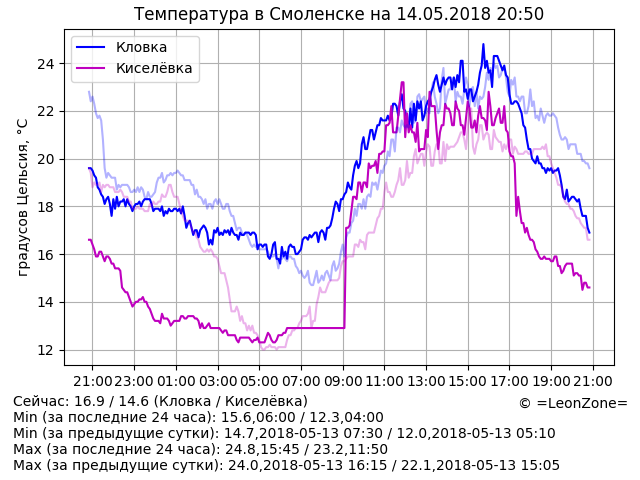 Температура в Смоленске на 14.05.2018 20:50
Кловка
Киселёвка
градусов Цельсия, °C
24
22
20
18
16
14
12
21:00 23:00 01:00 03:00 05:00 07:00 09:00 11:00 13:00 15:00 17:00 19:00 21:00
Сейчас: 16.9 / 14.6 (Кловка / Киселёвка)
© =LeonZone=
Min (за последние 24 часа): 15.6,06:00 / 12.3,04:00
Min (за предыдущие сутки): 14.7,2018-05-13 07:30 / 12.0,2018-05-13 05:10
Max (за последние 24 часа): 24.8,15:45 / 23.2,11:50
Max (за предыдущие сутки): 24.0,2018-05-13 16:15 / 22.1,2018-05-13 15:05